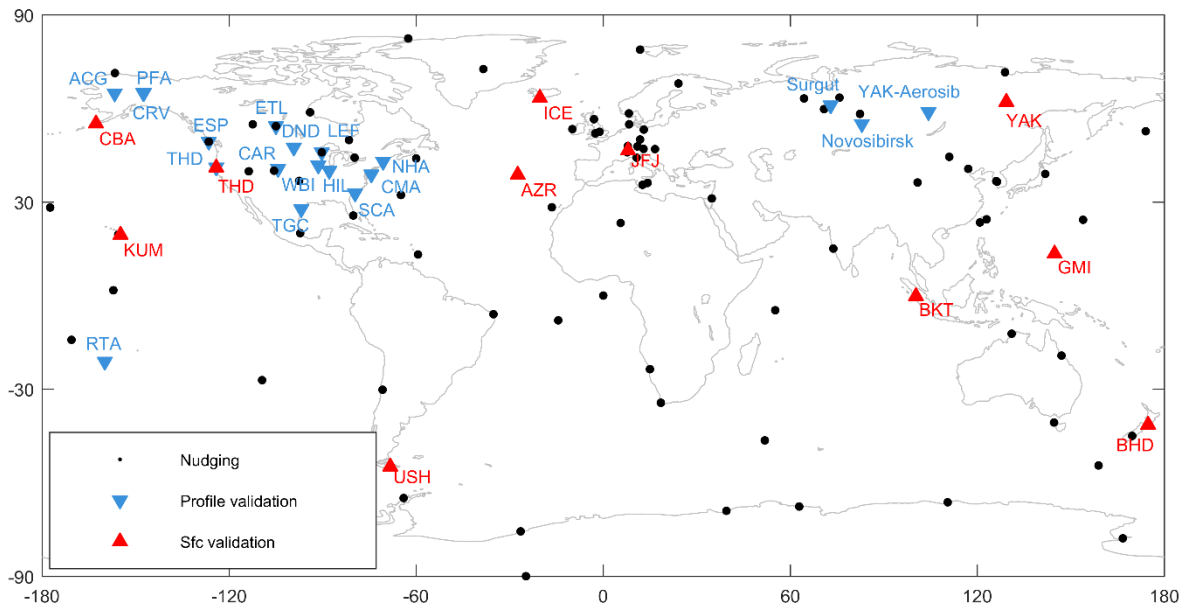 90
ACG
PFA
Surgut
YAK-Aerosib
ETL
ICE
CRV
YAK
CBA
ESP
DND
LEF
Novosibirsk
THD
CAR
NHA
JFJ
THD
WBI
HIL
CMA
AZR
30
SCA
TGC
KUM
GMI
BKT
RTA
-30
BHD
Nudging
USH
Profile validation
Sfc validation
-90
-180
-120
-60
0
60
120
180